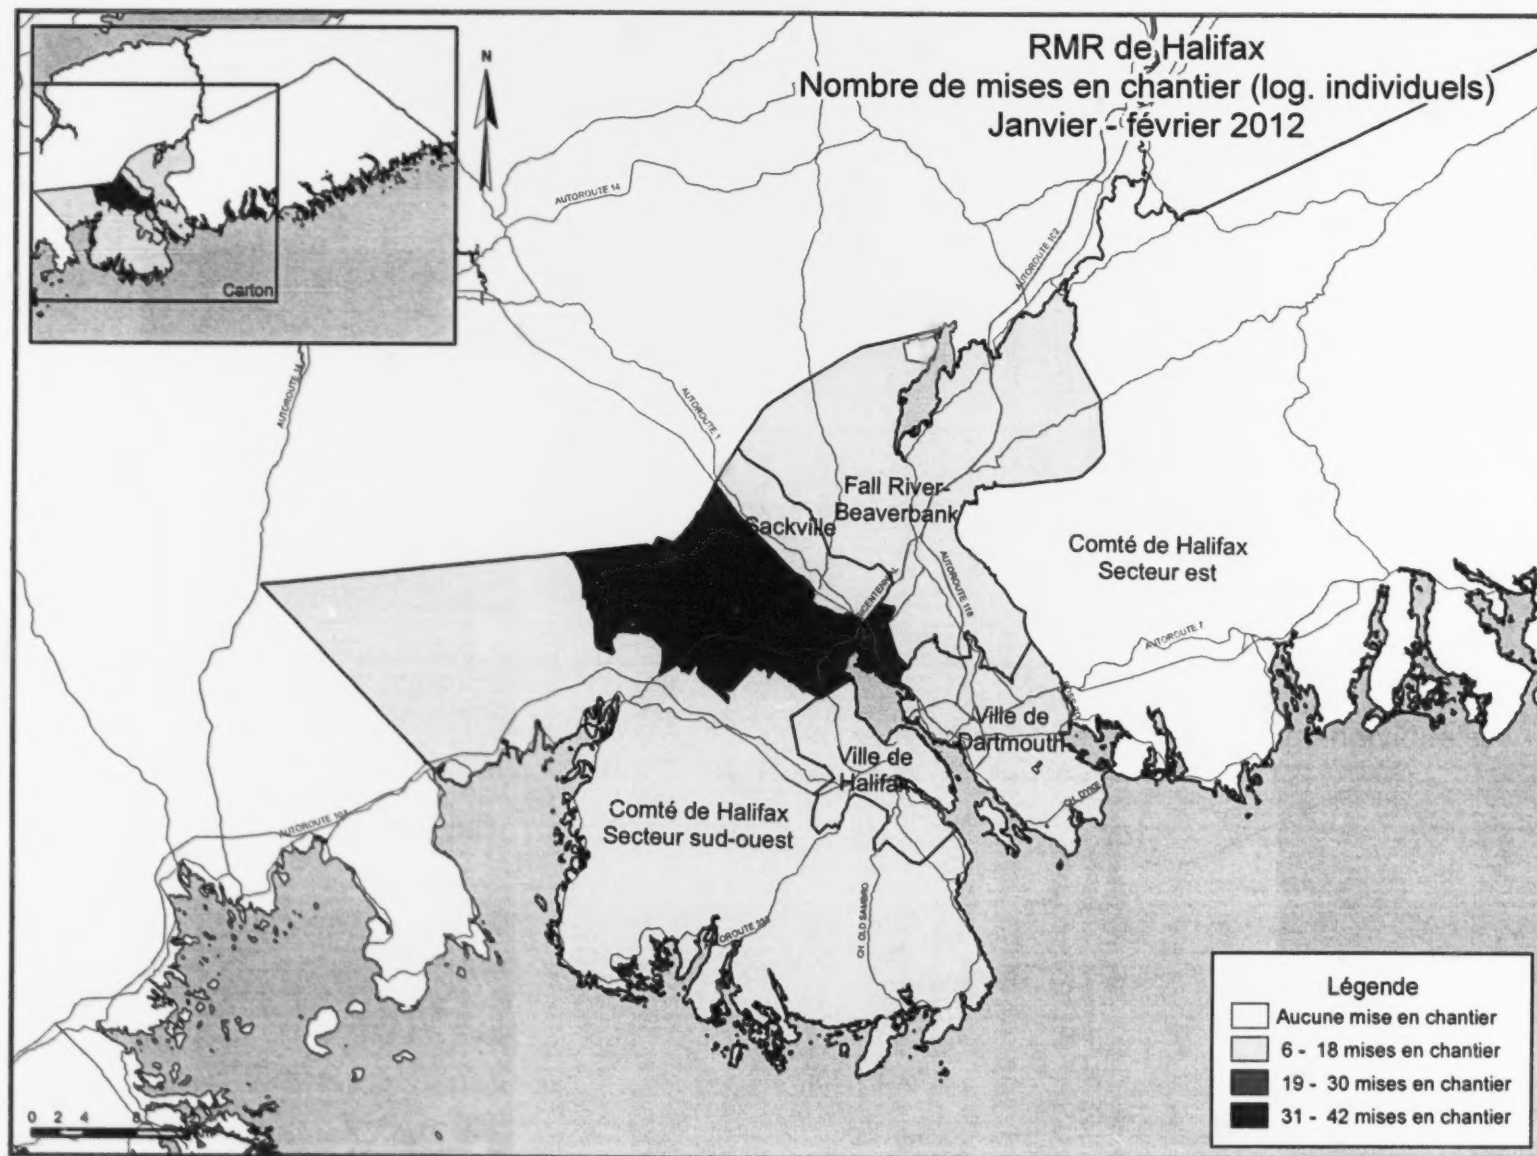 RMR de Halifax
Nombre de mises en chantier (log. individuels)
Janvier - février 2012
N
Carton
AUTOROUTE 14
AUTOROUTE 102
AUTOROUTE 14
AUTOROUTE 1
Fall River-
Beaverbank
Sackville
Comté de Halifax
Secteur est
AUTOROUTE 118
AUTOROUTE 7
Ville de
Dartmouth
Ville de
Halifax
Comté de Halifax
Secteur sud-ouest
CH OLD SAMBRO
Légende
Aucune mise en chantier
6 - 18 mises en chantier
19 - 30 mises en chantier
31 - 42 mises en chantier
0 2 4 8